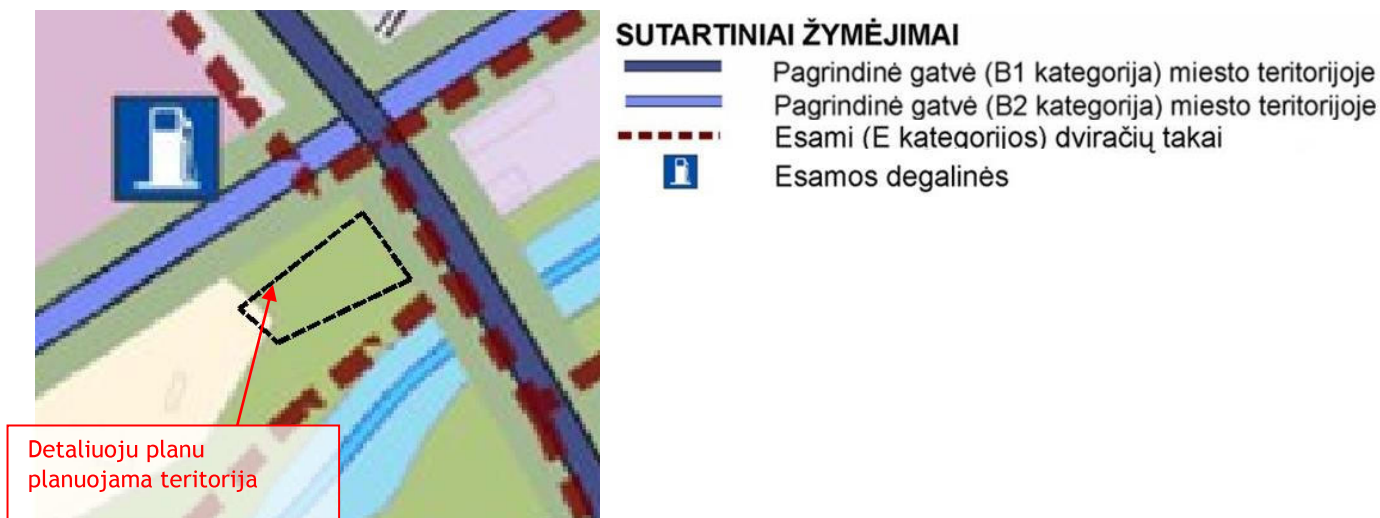 SUTARTINIAI ŽYMĖJIMAI
Pagrindinė gatvė (B1 kategorija) miesto teritorijoje
Pagrindinė gatvė (B2 kategorija) miesto teritorijoje
Esami (E kategorijos) dviračių takai
Esamos degalinės
Detaliuoju planu
planuojama teritorija